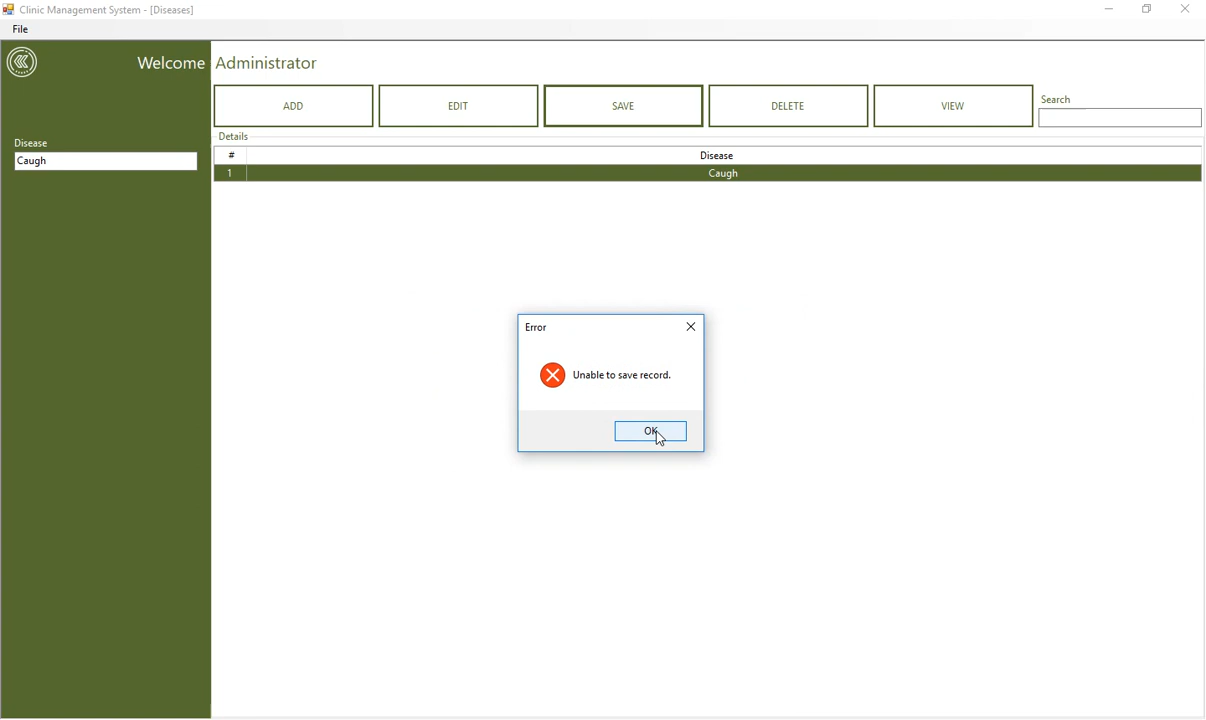 Clinic Management System - [Diseases]
File
Welcome Administrator
ADD
EDIT
SAVE
DELETE
VIEW
Search
Disease
Caugh
Details
# Disease
1 Caugh
Error
Unable to save record.
OK